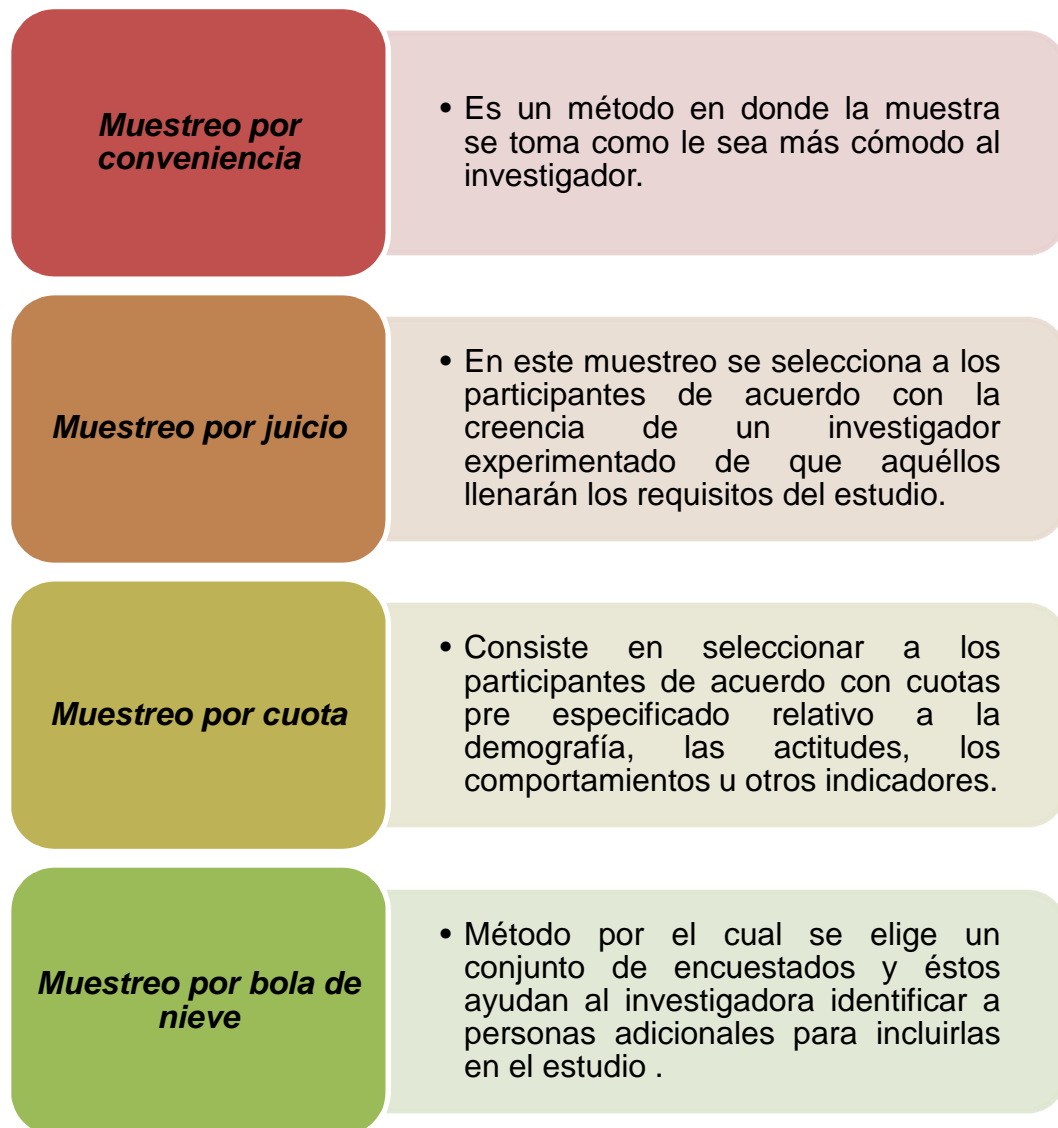 Muestreo por
conveniencia
• Es un método en donde la muestra
se toma como le sea más cómodo al
investigador.
Muestreo por juicio
• En este muestreo se selecciona a los
participantes de acuerdo con la
creencia de un investigador
experimentado de que aquéllos
llenarán los requisitos del estudio.
Muestreo por cuota
• Consiste en seleccionar a los
participantes de acuerdo con cuotas
pre especificado relativo a la
demografía, las actitudes, los
comportamientos u otros indicadores.
Muestreo por bola de
nieve
• Método por el cual se elige un
conjunto de encuestados y éstos
ayudan al investigadora identificar a
personas adicionales para incluirlas
en el estudio .